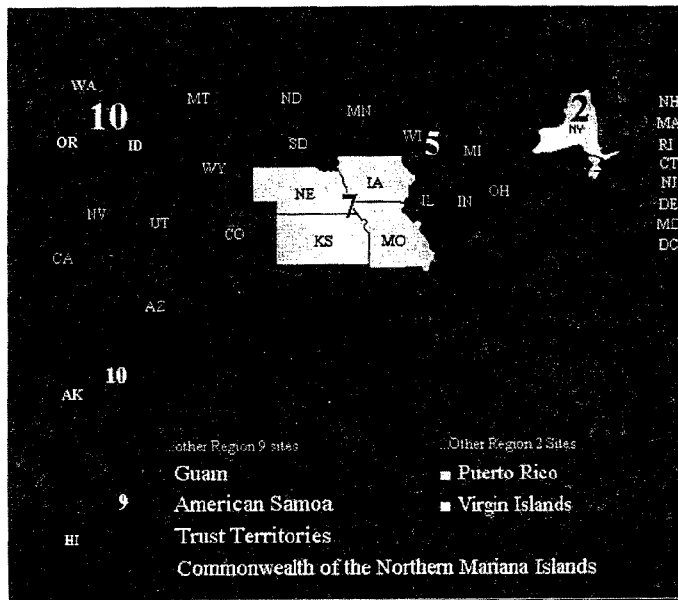 WA
MT
ND
MN
NH
10
2
NY
MA
OR
ID
SD
WI
5
MI
RI
CT
WY
2
NE
IA
7
IL
IN
OH
NJ
DE
NV
UT
CO
KS
MO
MD
DC
CA
AZ
10
AK
...other Region 9 sites
...Other Region 2 Sites
Guam
Puerto Rico
9
American Samoa
Virgin Islands
HI
Trust Territories
Commonwealth of the Northern Mariana Islands